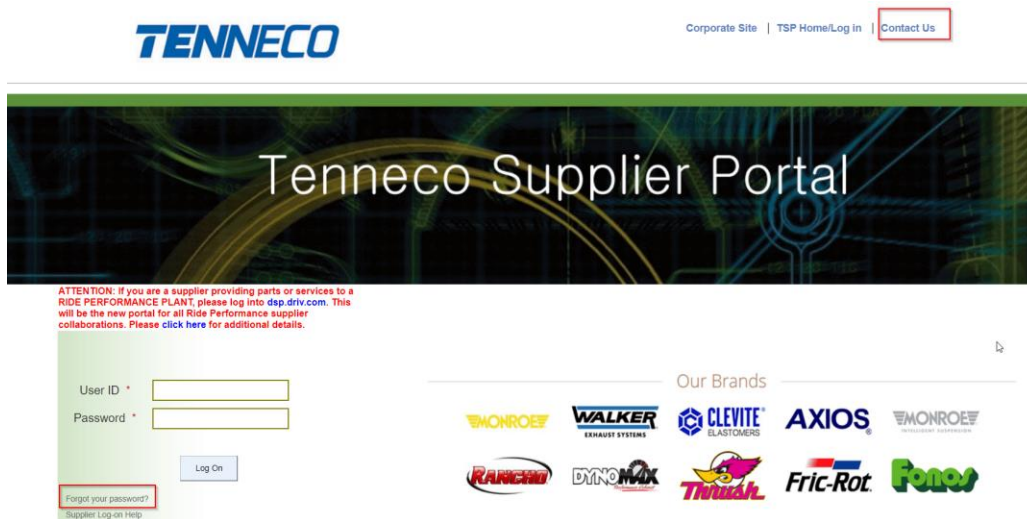 TENNECO
Corporate Site | TSP Home/Log in | Contact Us
Tenneco Supplier Portal
ATTENTION: If you are a supplier providing parts or services to a
RIDE PERFORMANCE PLANT, please log into dsp.driv.com. This
will be the new portal for all Ride Performance supplier
collaborations. Please click here for additional details.
User ID *
Password *
Log On
Forgot your password?
Supplier Log-on Help
Our Brands
MONROE WALKER EXHAUST SYSTEMS CLEVITE ELASTOMERS AXIOS MONROE INTELLIGENT SUSPENSION
RANCHO DYNOMAX Thrush Fric-Rot Fonos